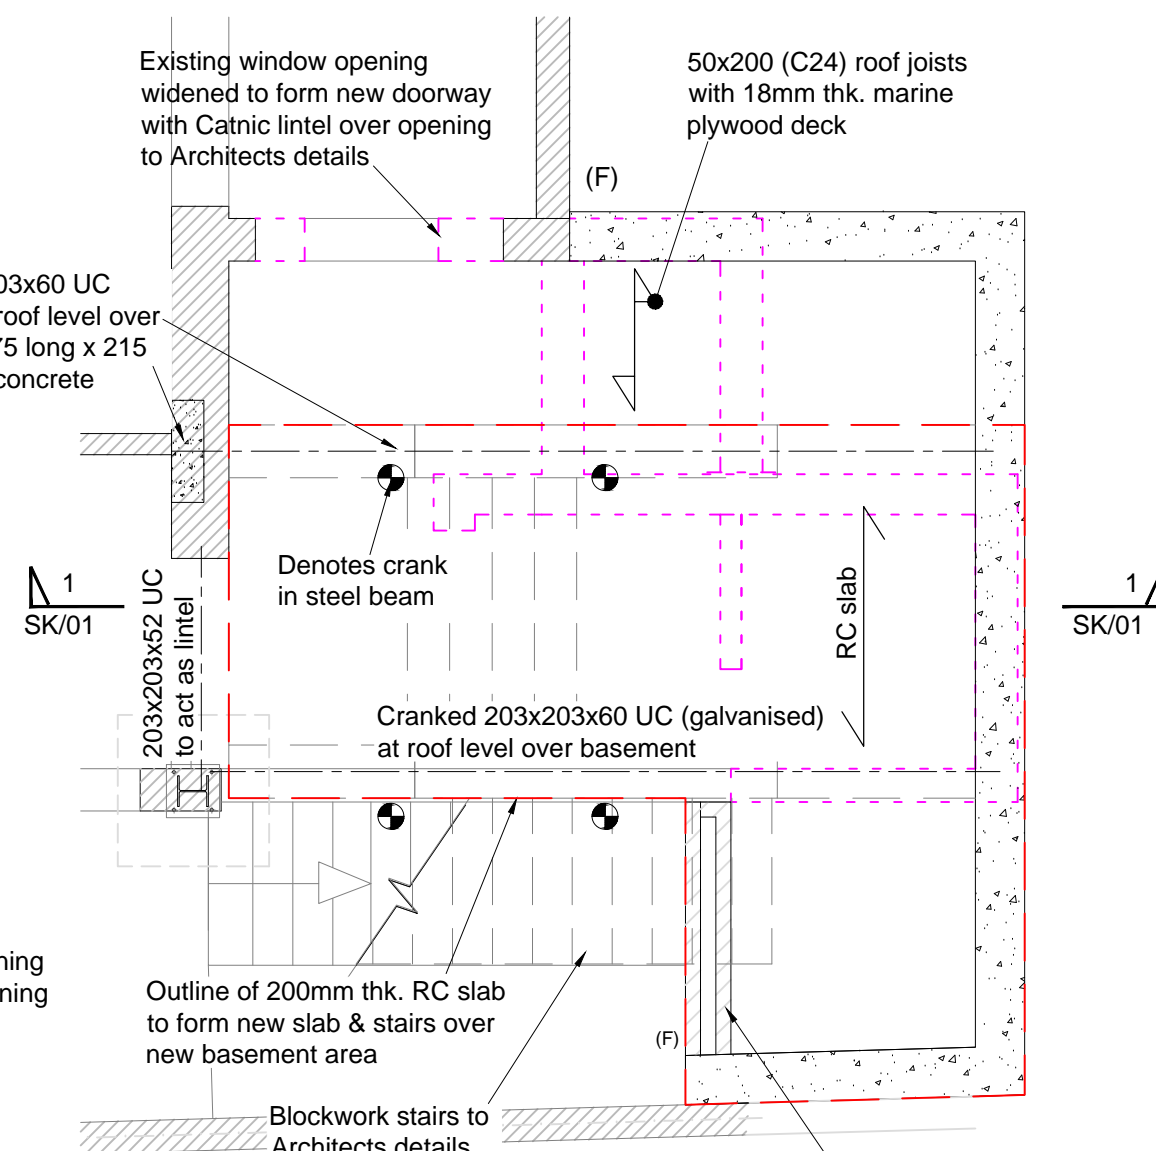 Existing window opening
widened to form new doorway
with Catnic lintel over opening
to Architects details
50x200 (C24) roof joists
with 18mm thk. marine
plywood deck
(F)
03x60 UC
roof level over
75 long x 215
concrete
Denotes crank
in steel beam
1
SK/01
203x203x52 UC
to act as lintel
RC slab
1
SK/01
Cranked 203x203x60 UC (galvanised)
at roof level over basement
ning
ning
Outline of 200mm thk. RC slab
to form new slab & stairs over
new basement area
(F)
Blockwork stairs to
Architects details